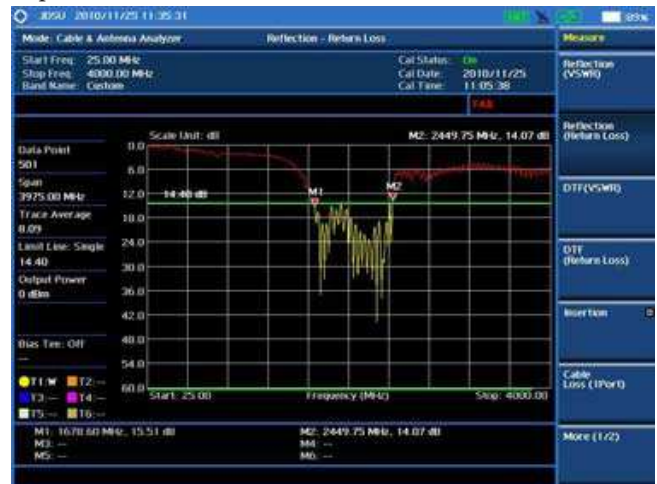 JDSU 2010/11/25 11:35:31
89%
Mode: Cable & Antenna Analyzer
Reflection - Return Loss
Measure
Start Freq: 25.00 MHz
Stop Freq: 4000.00 MHz
Band Name: Custom
Cal Status: On
Cal Date: 2010/11/25
Cal Time: 11:05:38
Reflection
(VSWR)
Reflection
(Return Loss)
DTF(VSWR)
DTF
(Return Loss)
Insertion
Cable
Loss (1Port)
More (1/2)
Scale Unit: dB
M2: 2449.75 MHz, 14.07 dB
Data Point
501
Span
3975.00 MHz
Trace Average
Limit Line: Single
14.40
Output Power
0 dBm
Bias Tee: Off
--
T1:W T2:--
T3:-- T4:--
T5:-- T6:--
0.0
6.0
12.0
18.0
24.0
30.0
36.0
42.0
48.0
54.0
60.0
14.40 dB
M1
M2
Start: 25.00
Frequency (MHz)
Stop: 4000.00
M1: 1678.60 MHz, 15.51 dB
M2: 2449.75 MHz, 14.07 dB
M3: --
M4: --
M5: --
M6: --